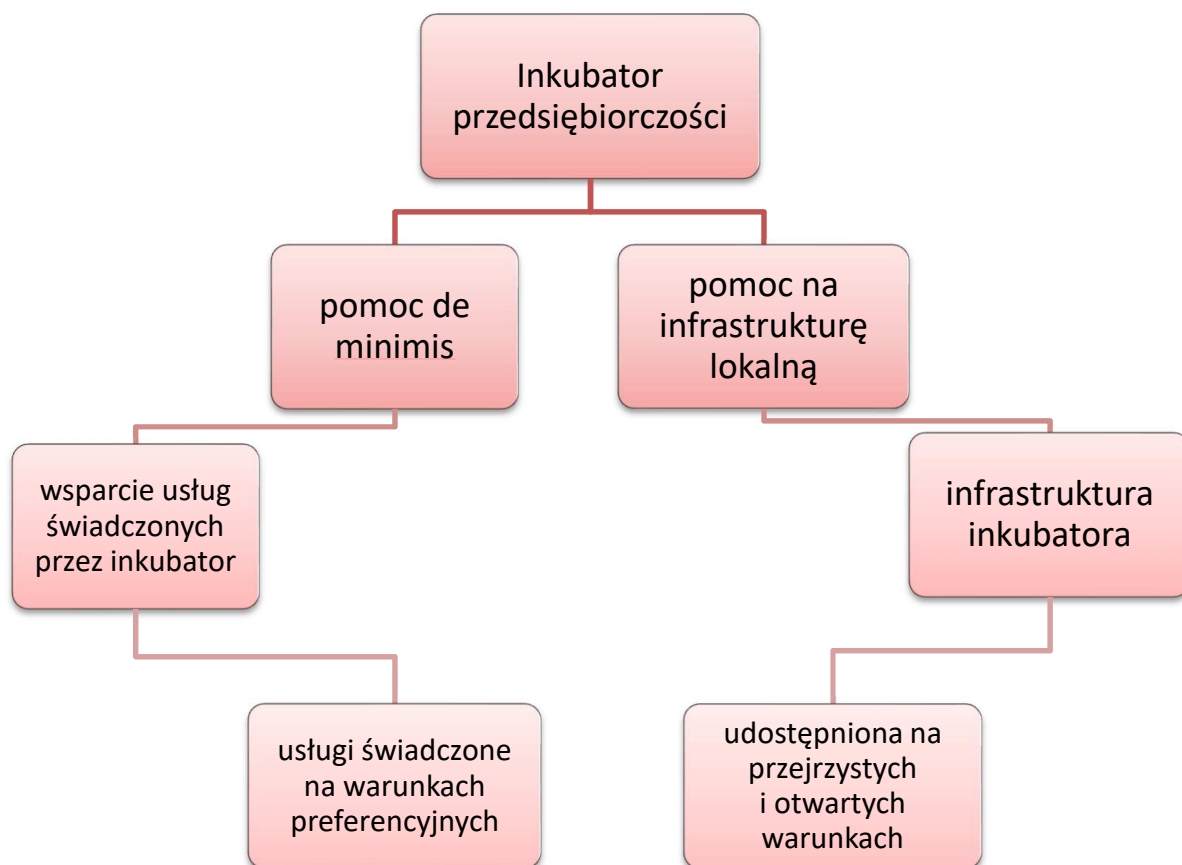 Inkubator
przedsiębiorczości
pomoc de
minimis
pomoc na
infrastrukturę
lokalną
wsparcie usług
świadczonych
przez inkubator
infrastruktura
inkubatora
usługi świadczone
na warunkach
preferencyjnych
udostępniona na
przejrzystych
i otwartych
warunkach